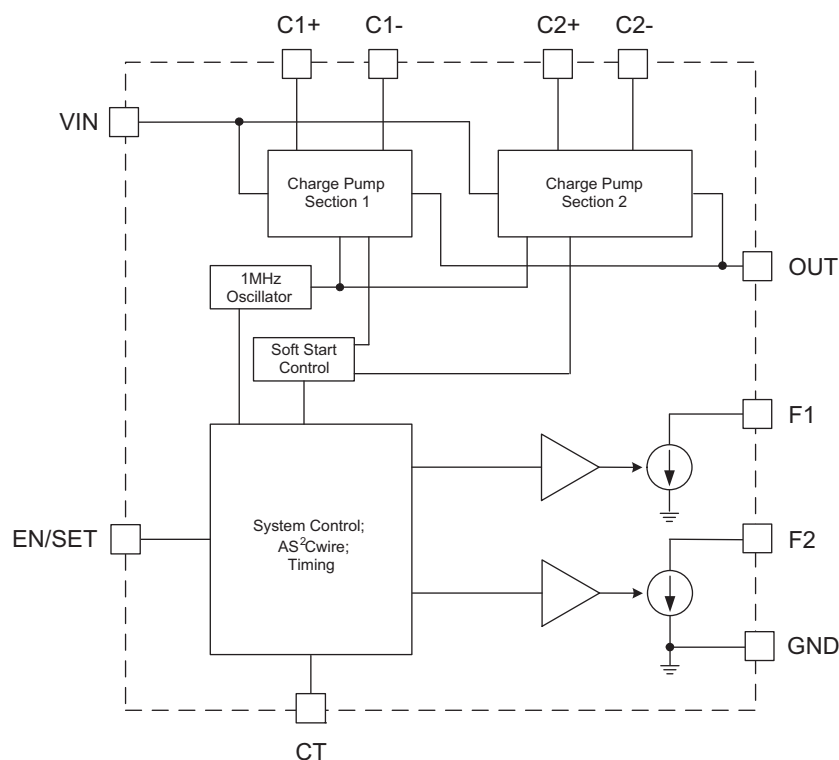 C1+ C1- C2+ C2-
VIN
Charge Pump
Section 1
Charge Pump
Section 2
OUT
1MHz
Oscillator
Soft Start
Control
F1
EN/SET
System Control;
AS²Cwire;
Timing
F2
GND
CT